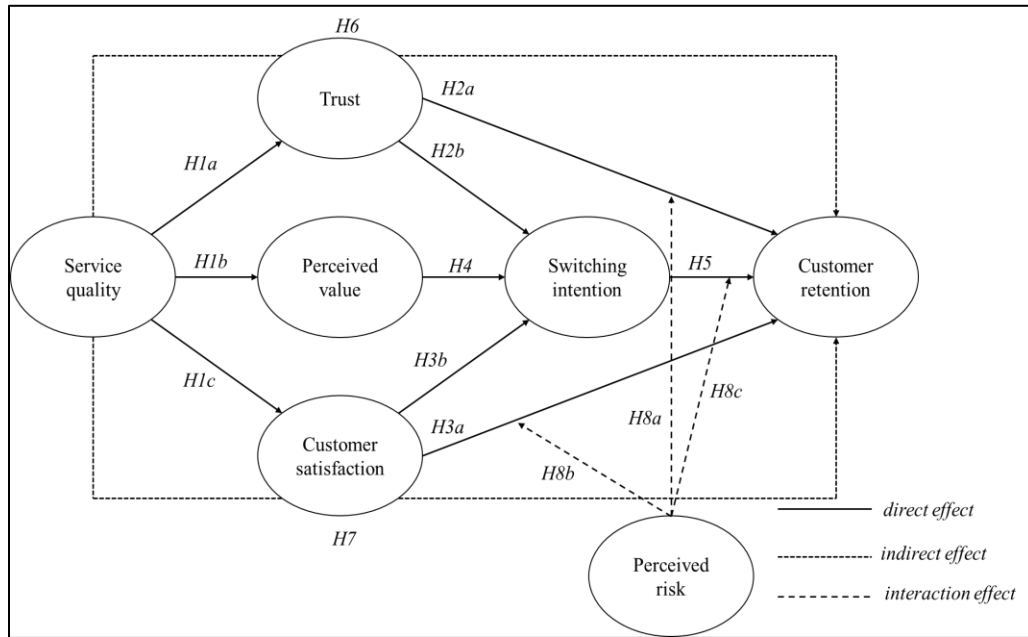 H6
Trust
H2a
H2b
H1a
Service
quality
H1b
Perceived
value
H4
Switching
intention
H5
Customer
retention
H1c
H3b
H3a
H8a
H8c
Customer
satisfaction
H8b
H7
Perceived
risk
direct effect
indirect effect
interaction effect